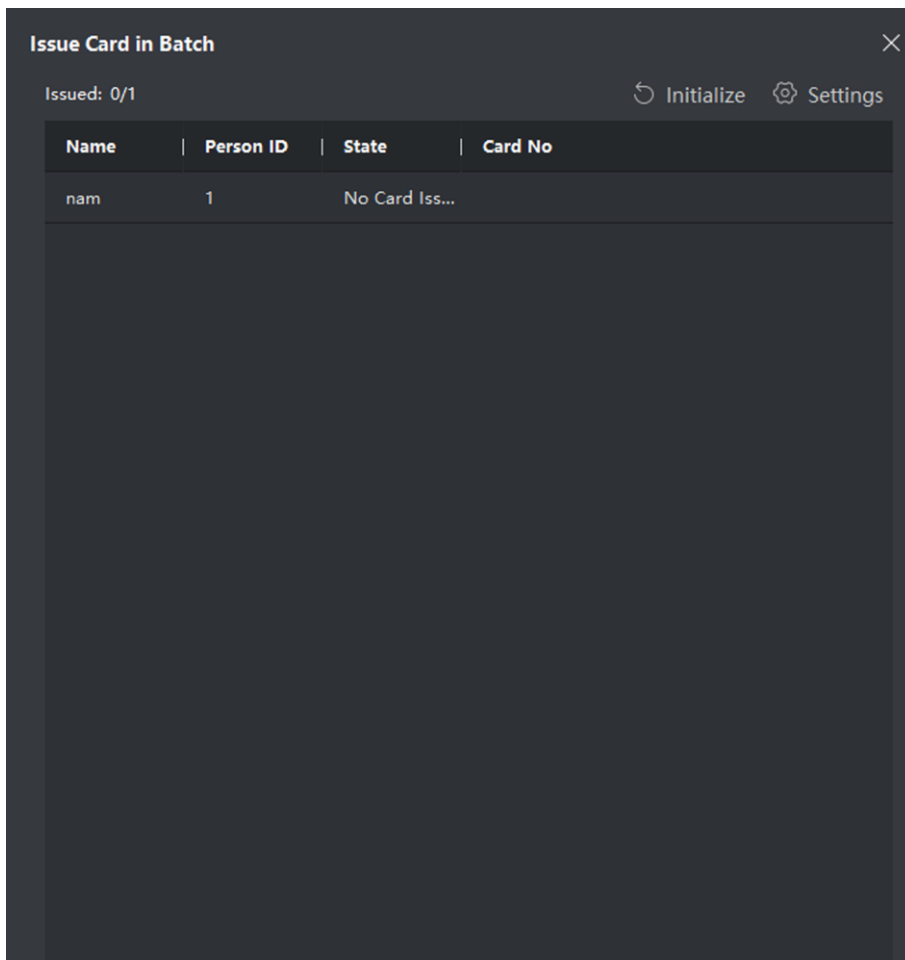 Issue Card in Batch
Issued: 0/1 Initialize Settings
Name | Person ID | State | Card No
nam 1 No Card Iss...